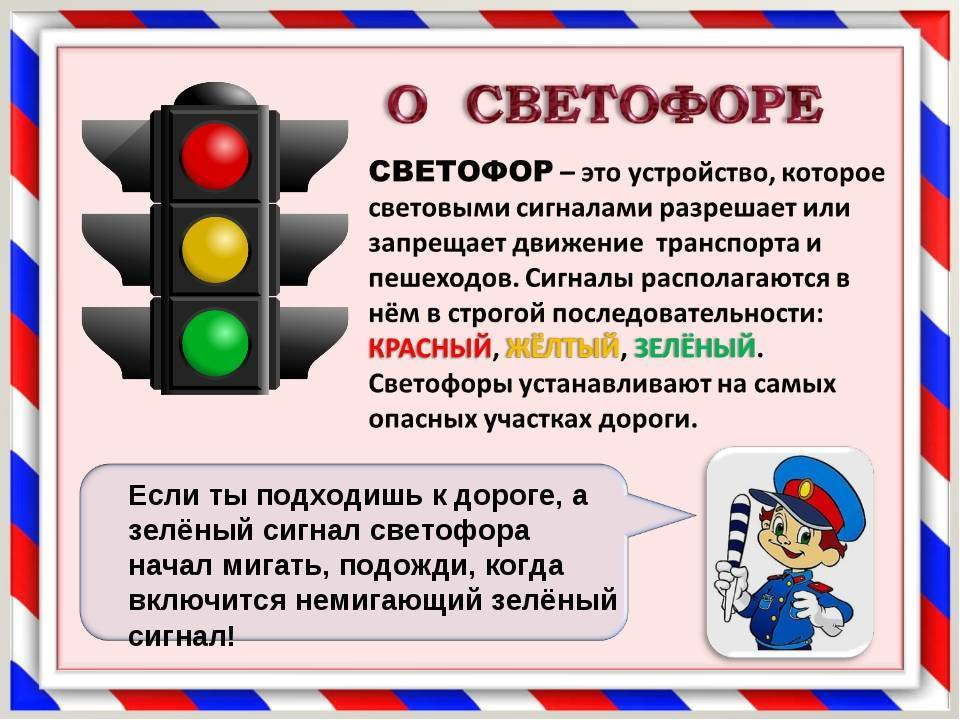 О СВЕТОФОРЕ
СВЕТОФОР – это устройство, которое
световыми сигналами разрешает или
запрещает движение транспорта и
пешеходов. Сигналы располагаются в
нём в строгой последовательности:
КРАСНЫЙ, ЖЁЛТЫЙ, ЗЕЛЁНЫЙ.
Светофоры устанавливают на самых
опасных участках дороги.
Если ты подходишь к дороге, а
зелёный сигнал светофора
начал мигать, подожди, когда
включится немигающий зелёный
сигнал!